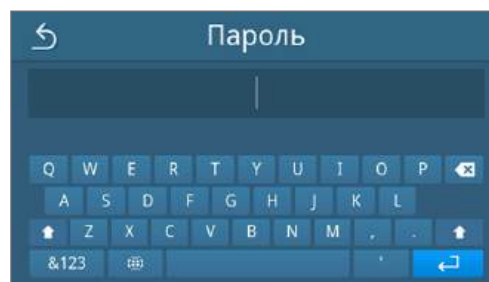 Пароль
Q W E R T Y U I O P
A S D F G H J K L
Z X C V B N M , .
&123 '